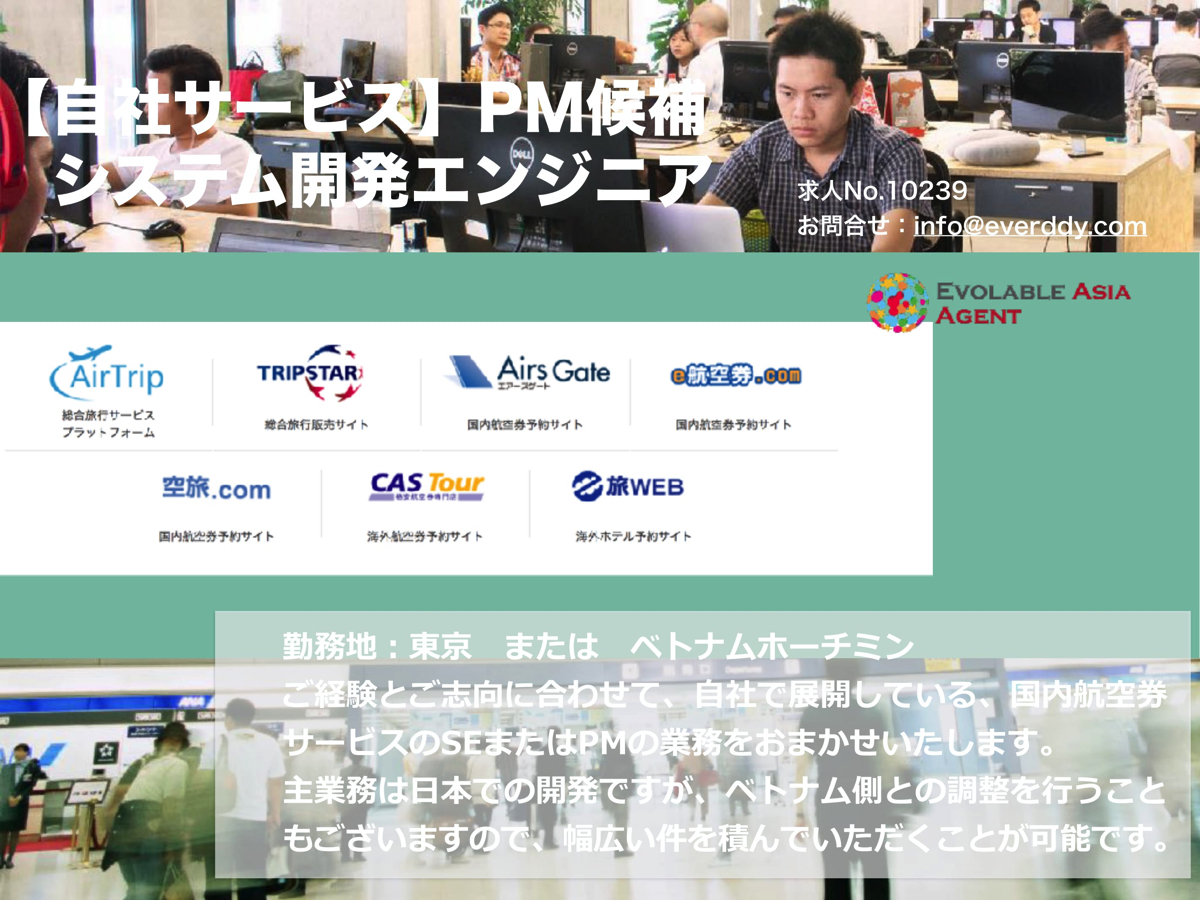 【自社サービス】PM候補
システム開発エンジニア
求人No.10239
お問合せ：info@everddy.com
EVOLABLE ASIA
AGENT
AirTrip
総合旅行サービス
プラットフォーム
TRIPSTAR
総合旅行販売サイト
Airs Gate
エアーズゲート
国内航空券予約サイト
e航空券.com
国内航空券予約サイト
空旅.com
国内航空券予約サイト
CAS Tour
格安航空券専門店
海外航空券予約サイト
旅WEB
海外ホテル予約サイト
勤務地：東京　または　ベトナムホーチミン
ご経験とご志向に合わせて、自社で展開している、国内航空券
サービスのSEまたはPMの業務をおまかせいたします。
主業務は日本での開発ですが、ベトナム側との調整を行うこと
もございますので、幅広い件を積んでいただくことが可能です。
DELL
ANA